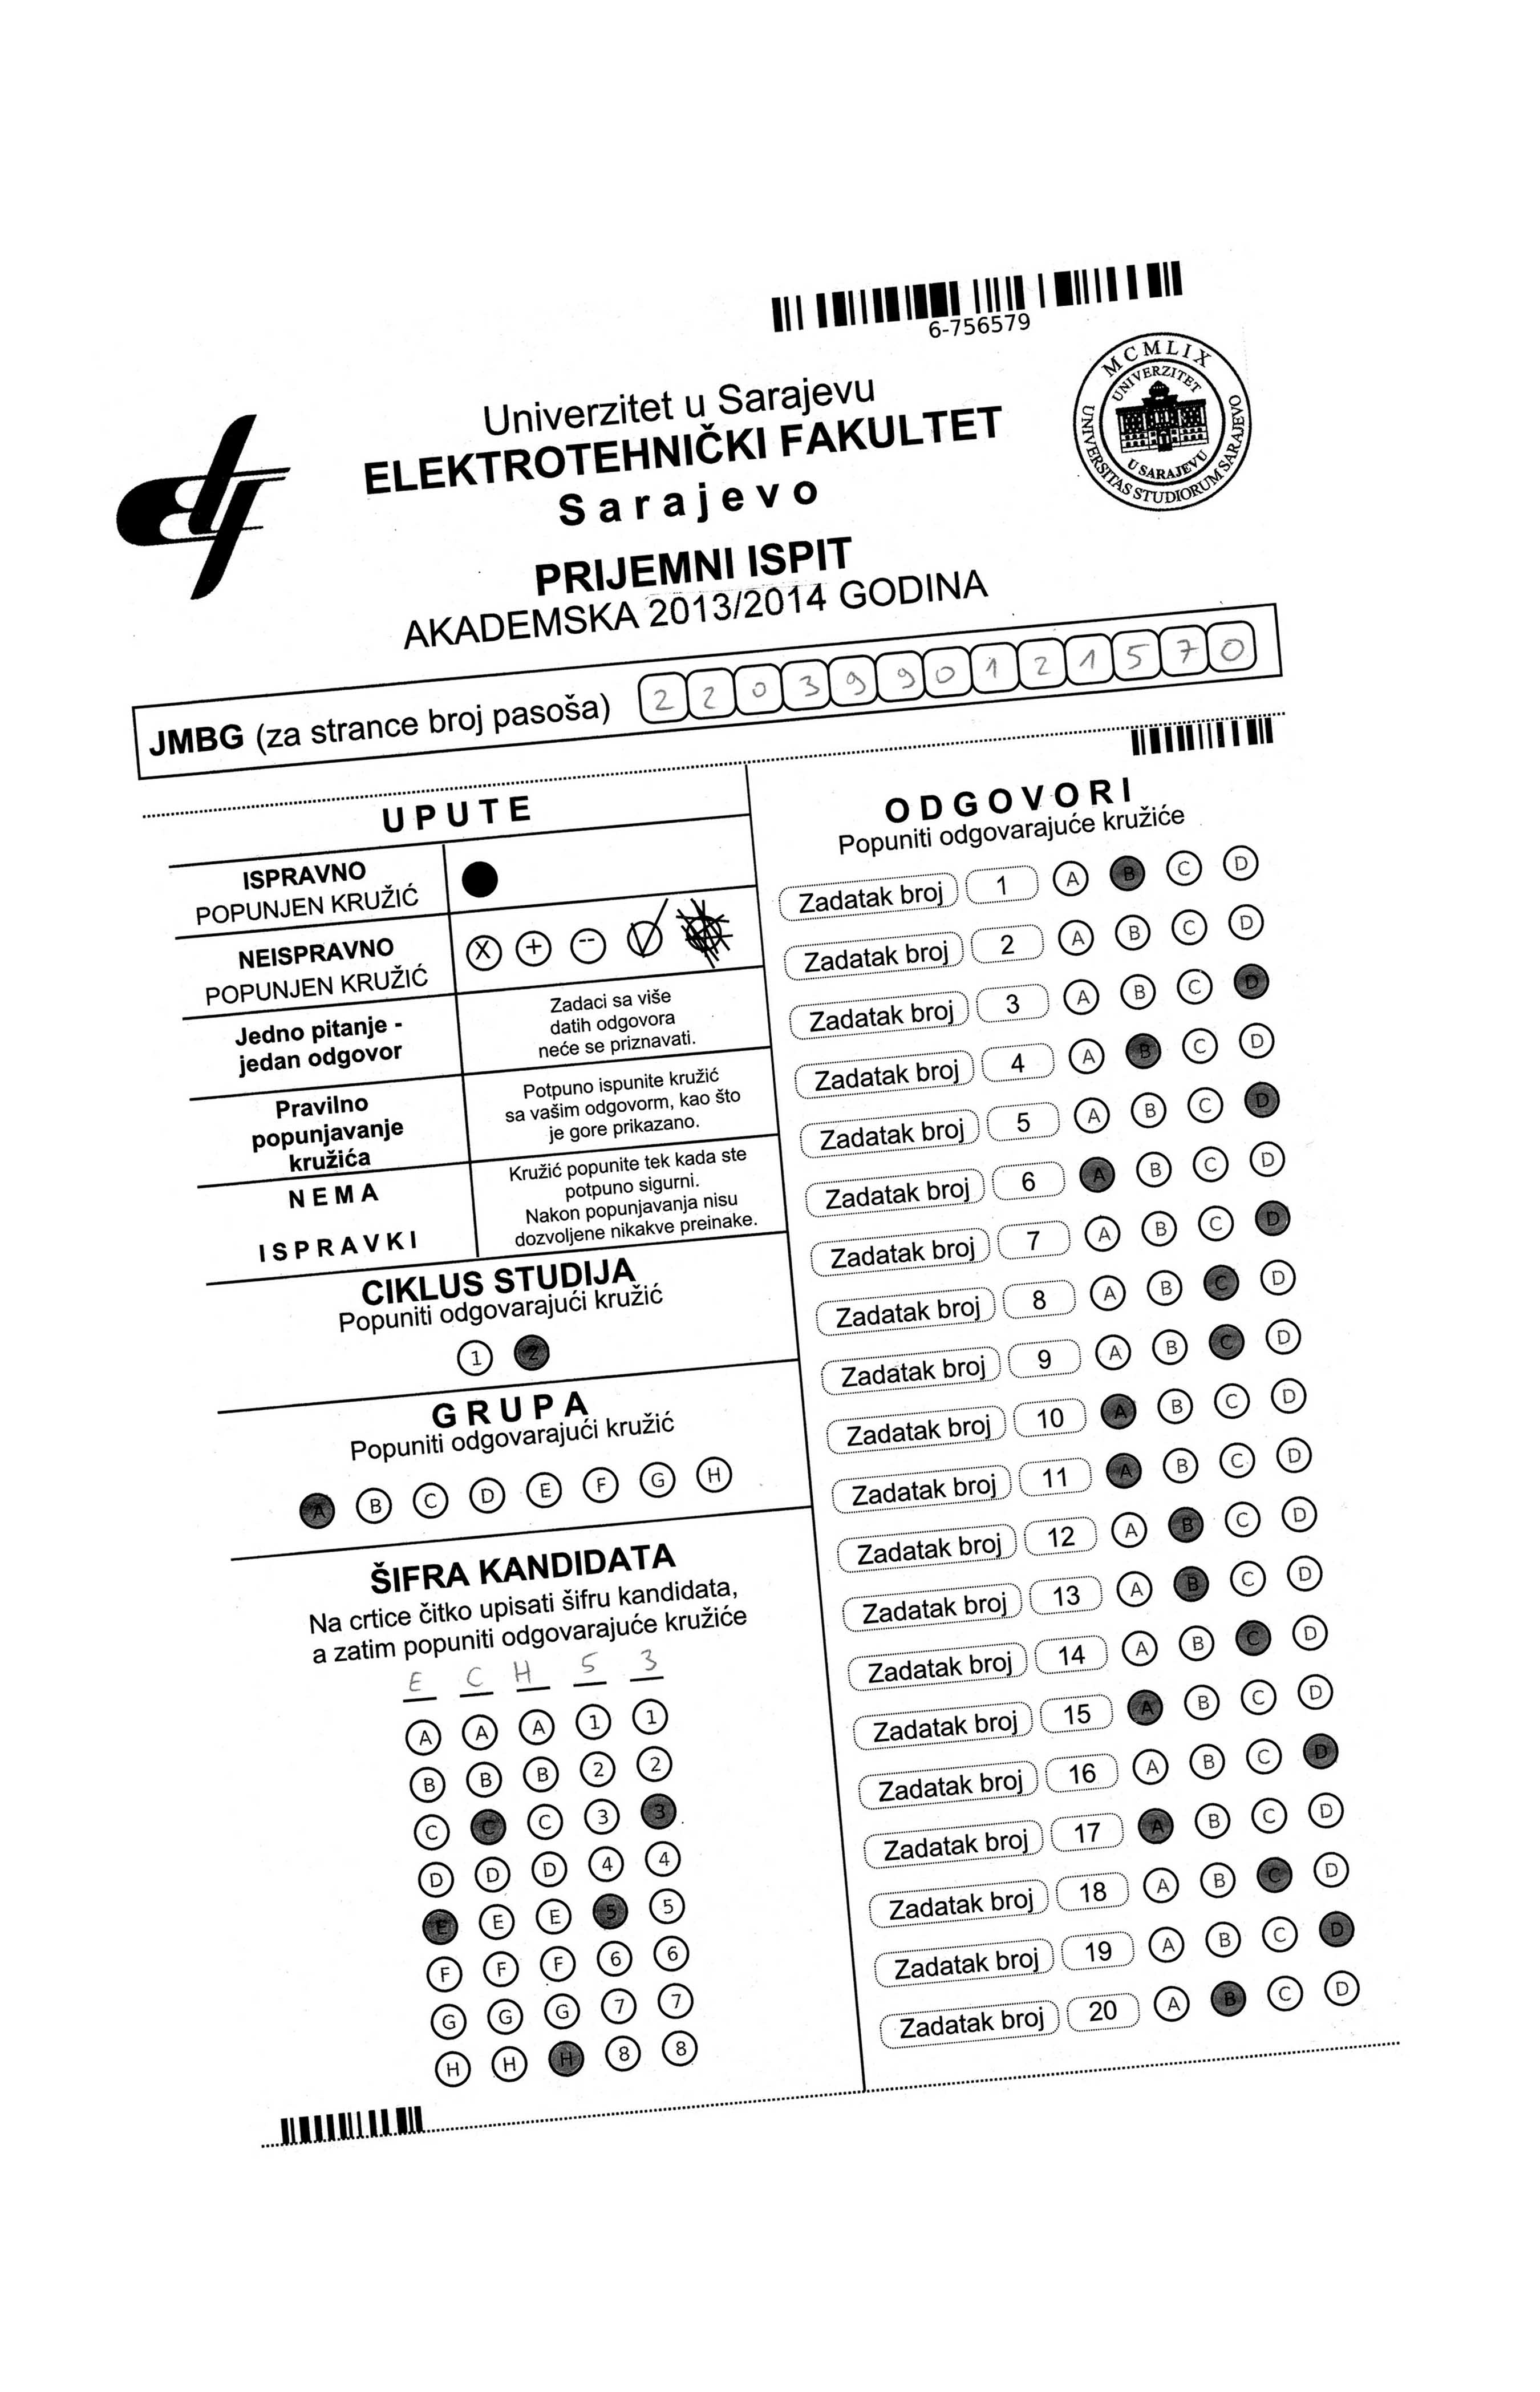 6-756579
MCMLIX
UNIVERZITET
U SARAJEVU
UNIVERSITAS STUDIORUM SARAJEVO
Univerzitet u Sarajevu
ELEKTROTEHNIČKI FAKULTET
Sarajevo
PRIJEMNI ISPIT
AKADEMSKA 2013/2014 GODINA
JMBG (za strance broj pasoša) 2 2 0 3 9 9 0 1 2 1 5 7 0
UPUTE
ISPRAVNO
POPUNJEN KRUŽIĆ
NEISPRAVNO
POPUNJEN KRUŽIĆ
X + --
Jedno pitanje -
jedan odgovor
Zadaci sa više
datih odgovora
neće se priznavati.
Pravilno
popunjavanje
kružića
Potpuno ispunite kružić
sa vašim odgovorm, kao što
je gore prikazano.
NEMA
ISPRAVKI
Kružić popunite tek kada ste
potpuno sigurni.
Nakon popunjavanja nisu
dozvoljene nikakve preinake.
CIKLUS STUDIJA
Popuniti odgovarajući kružić
1 2
GRUPA
Popuniti odgovarajući kružić
A B C D E F G H
ŠIFRA KANDIDATA
Na crtice čitko upisati šifru kandidata,
a zatim popuniti odgovarajuće kružiće
E C H 5 3
A A A 1 1
B B B 2 2
C C C 3 3
D D D 4 4
E E E 5 5
F F F 6 6
G G G 7 7
H H H 8 8
ODGOVORI
Popuniti odgovarajuće kružiće
Zadatak broj 1 A B C D
Zadatak broj 2 A B C D
Zadatak broj 3 A B C D
Zadatak broj 4 A B C D
Zadatak broj 5 A B C D
Zadatak broj 6 A B C D
Zadatak broj 7 A B C D
Zadatak broj 8 A B C D
Zadatak broj 9 A B C D
Zadatak broj 10 A B C D
Zadatak broj 11 A B C D
Zadatak broj 12 A B C D
Zadatak broj 13 A B C D
Zadatak broj 14 A B C D
Zadatak broj 15 A B C D
Zadatak broj 16 A B C D
Zadatak broj 17 A B C D
Zadatak broj 18 A B C D
Zadatak broj 19 A B C D
Zadatak broj 20 A B C D